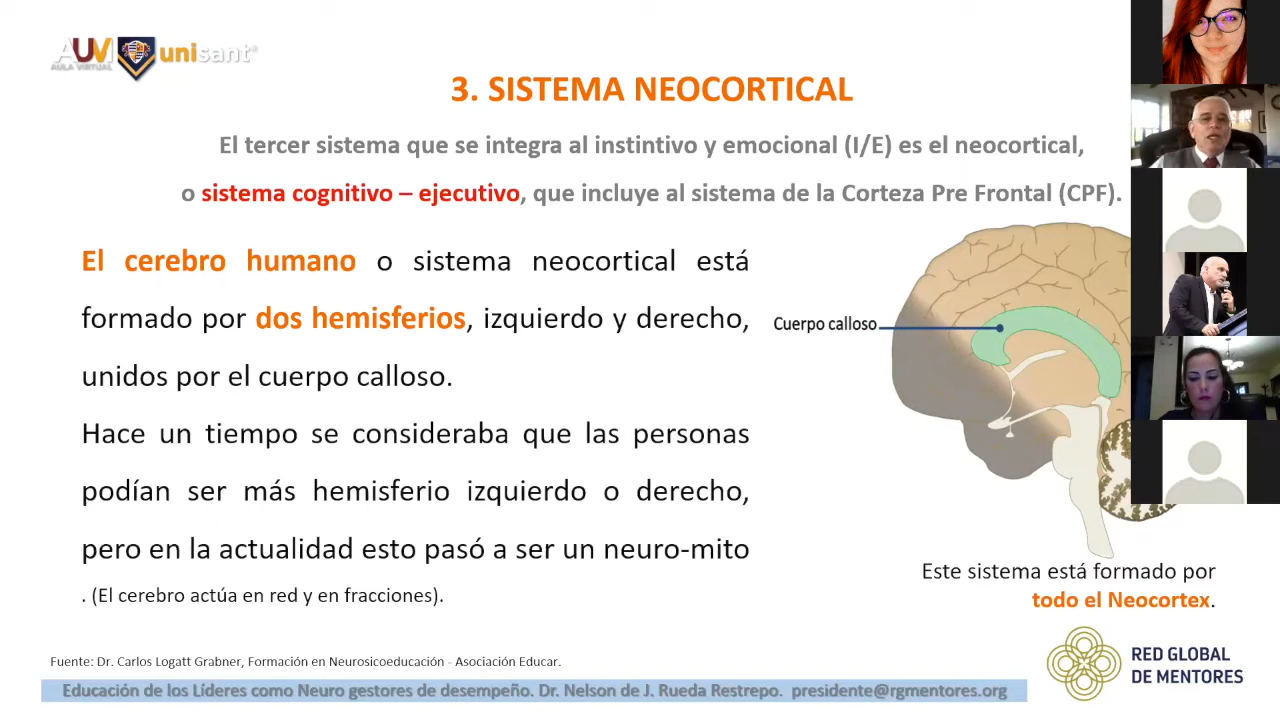 AUVI
AULA VIRTUAL
unisant®
3. SISTEMA NEOCORTICAL
El tercer sistema que se integra al instintivo y emocional (I/E) es el neocortical,
o sistema cognitivo – ejecutivo, que incluye al sistema de la Corteza Pre Frontal (CPF).
El cerebro humano o sistema neocortical está
formado por dos hemisferios, izquierdo y derecho,
unidos por el cuerpo calloso.
Hace un tiempo se consideraba que las personas
podían ser más hemisferio izquierdo o derecho,
pero en la actualidad esto pasó a ser un neuro-mito
. (El cerebro actúa en red y en fracciones).
Cuerpo calloso
Este sistema está formado por
todo el Neocortex.
Fuente: Dr. Carlos Logatt Grabner, Formación en Neurosicoeducación - Asociación Educar.
Educación de los Líderes como Neuro gestores de desempeño. Dr. Nelson de J. Rueda Restrepo. presidente@rgmentores.org
RED GLOBAL
DE MENTORES